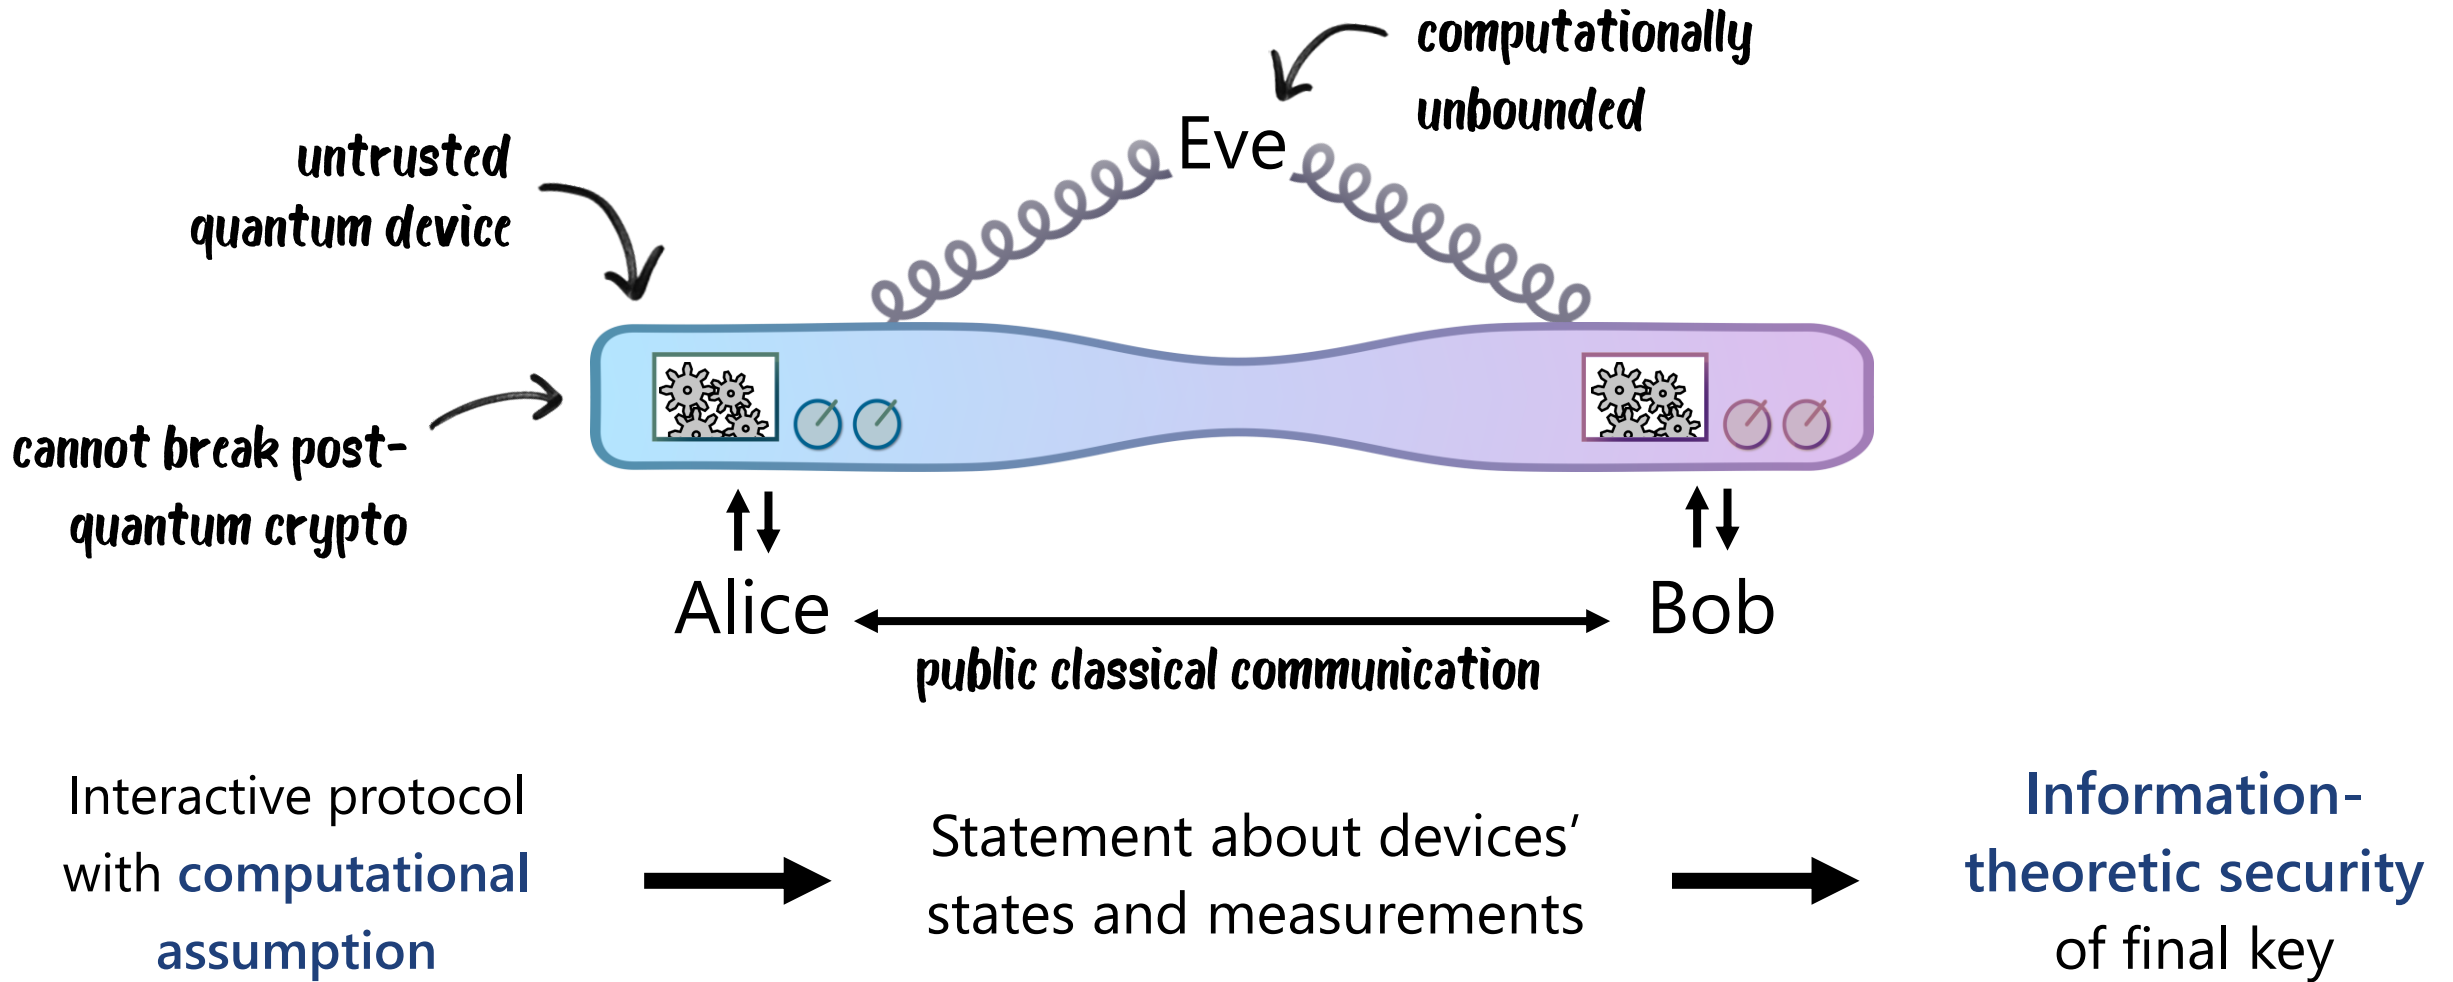 computationally
unbounded
Eve
untrusted
quantum device
cannot break post-
quantum crypto
Alice
Bob
public classical communication
Interactive protocol
with computational
assumption
Statement about devices’
states and measurements
Information-
theoretic security
of final key